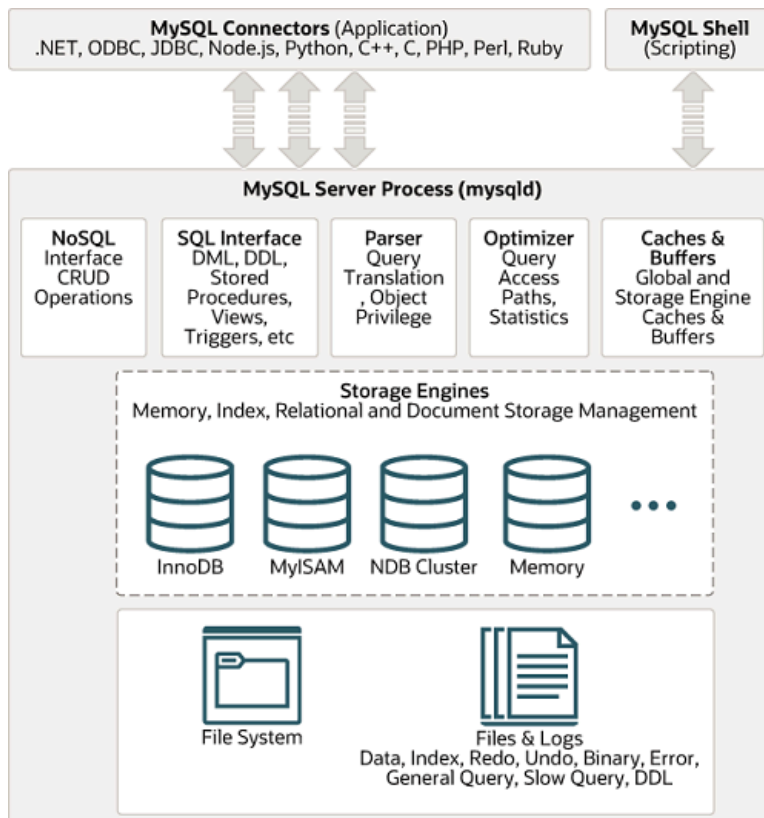 MySQL Connectors (Application)
.NET, ODBC, JDBC, Node.js, Python, C++, C, PHP, Perl, Ruby
MySQL Shell
(Scripting)
MySQL Server Process (mysqld)
NoSQL
Interface
CRUD
Operations
SQL Interface
DML, DDL,
Stored
Procedures,
Views,
Triggers, etc
Parser
Query
Translation
, Object
Privilege
Optimizer
Query
Access
Paths,
Statistics
Caches &
Buffers
Global and
Storage Engine
Caches &
Buffers
Storage Engines
Memory, Index, Relational and Document Storage Management
InnoDB
MyISAM
NDB Cluster
Memory
File System
Files & Logs
Data, Index, Redo, Undo, Binary, Error,
General Query, Slow Query, DDL